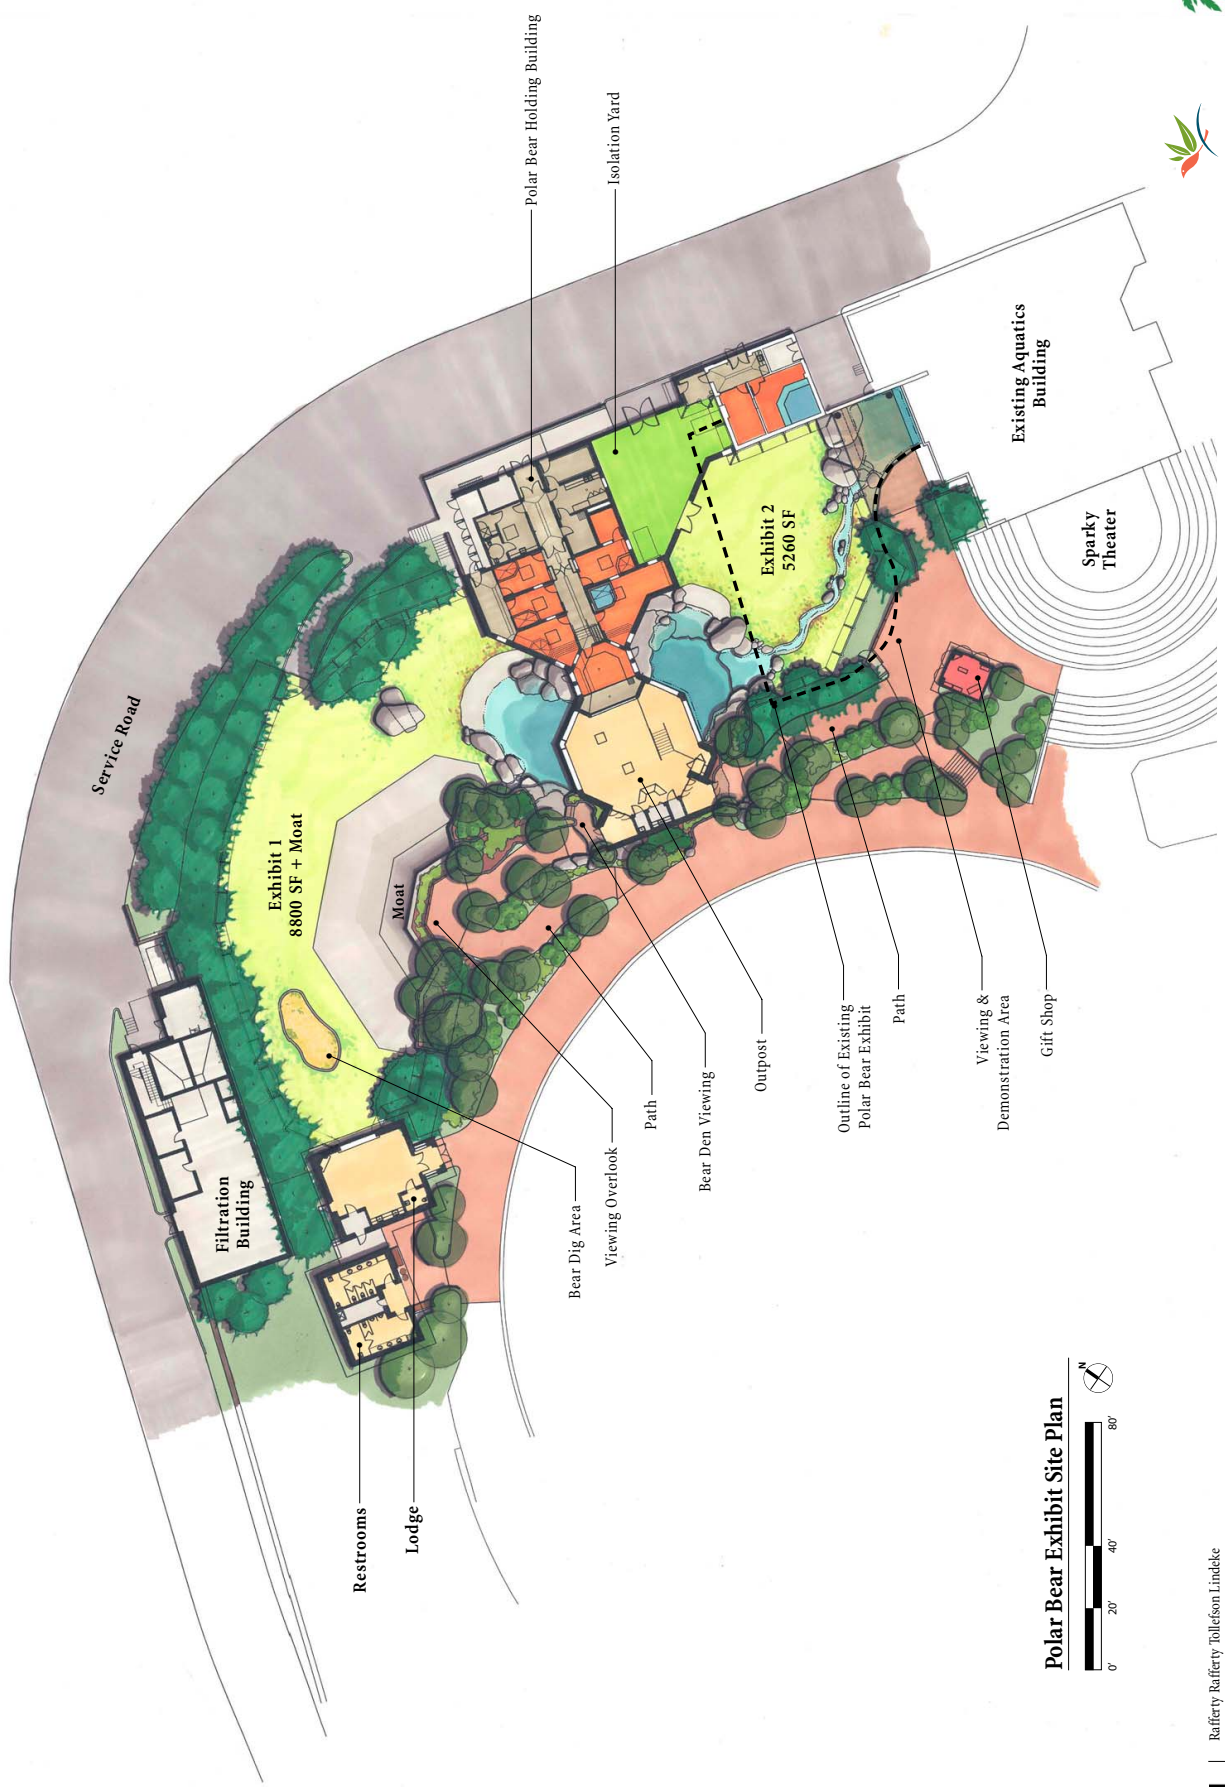 Polar Bear Holding Building
Isolation Yard
Service Road
Exhibit 1
8800 SF + Moat
Moat
Exhibit 2
5260 SF
Existing Aquatics
Building
Sparky
Theater
Filtration
Building
Restrooms
Lodge
Bear Dig Area
Viewing Overlook
Path
Bear Den Viewing
Outpost
Outline of Existing
Polar Bear Exhibit
Path
Viewing &
Demonstration Area
Gift Shop
Polar Bear Exhibit Site Plan
N
0' 20' 40' 80'
Rafferty Rafferty Tollefson Lindeke